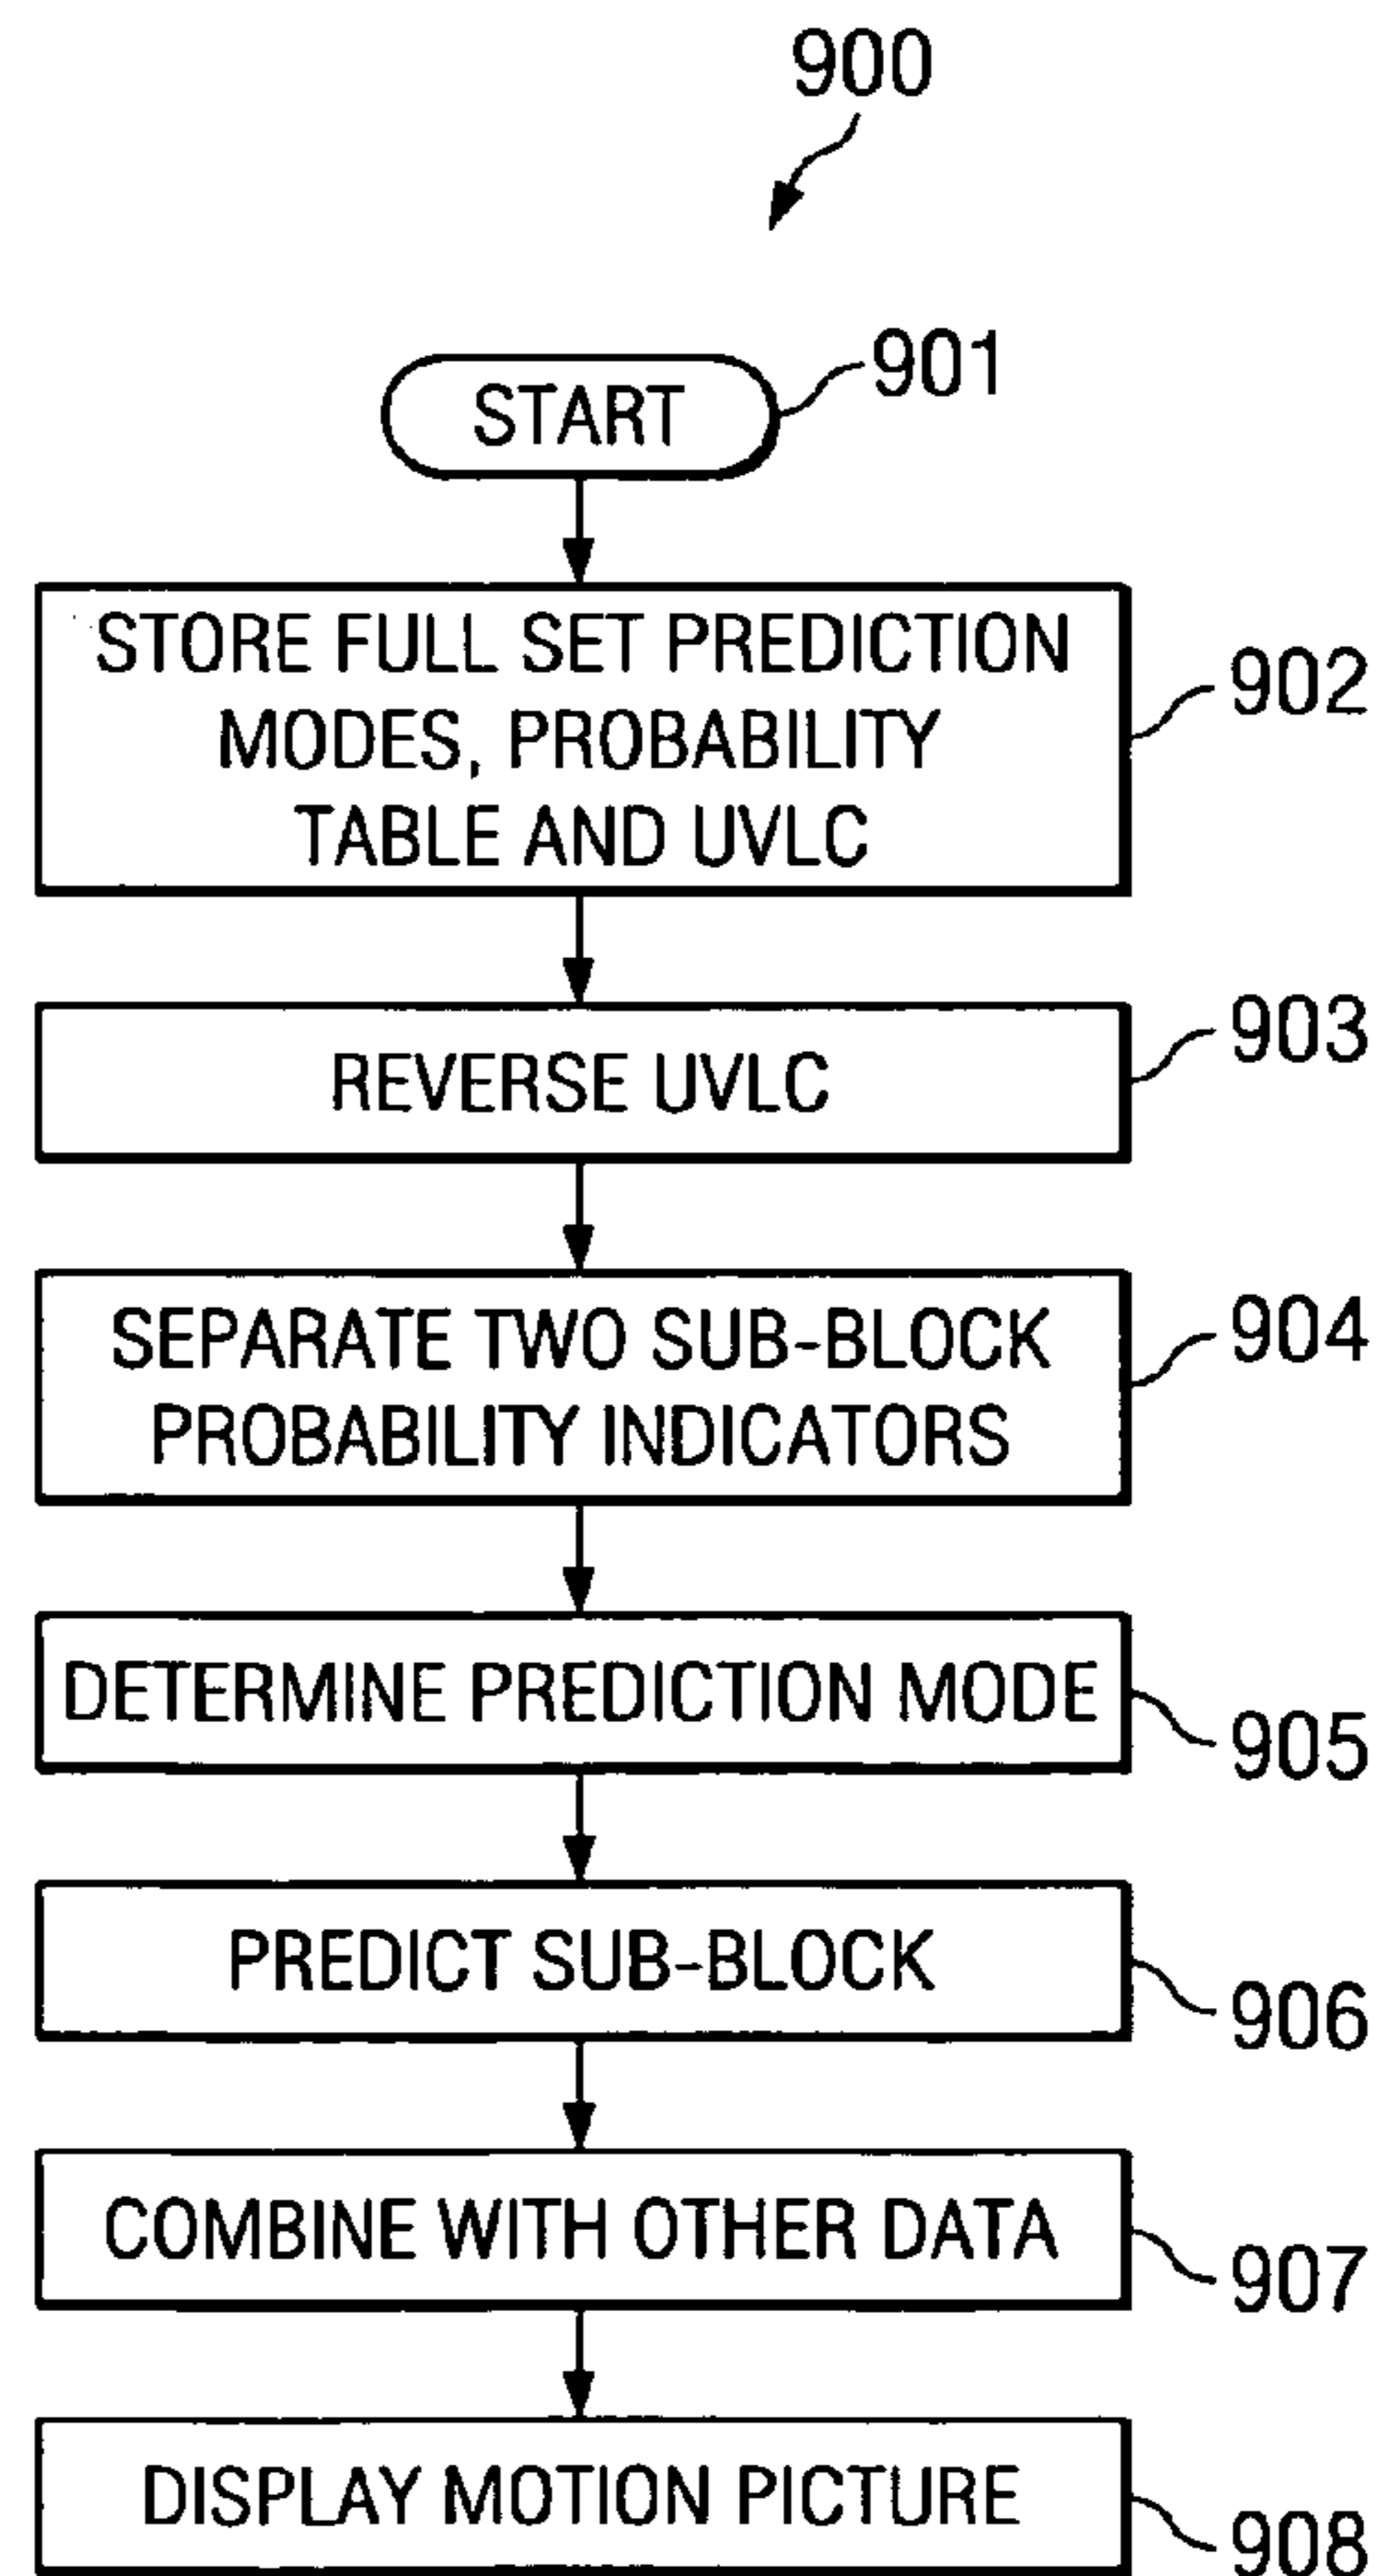 900
START
901
STORE FULL SET PREDICTION
MODES, PROBABILITY
TABLE AND UVLC
902
REVERSE UVLC
903
SEPARATE TWO SUB-BLOCK
PROBABILITY INDICATORS
904
DETERMINE PREDICTION MODE
905
PREDICT SUB-BLOCK
906
COMBINE WITH OTHER DATA
907
DISPLAY MOTION PICTURE
908